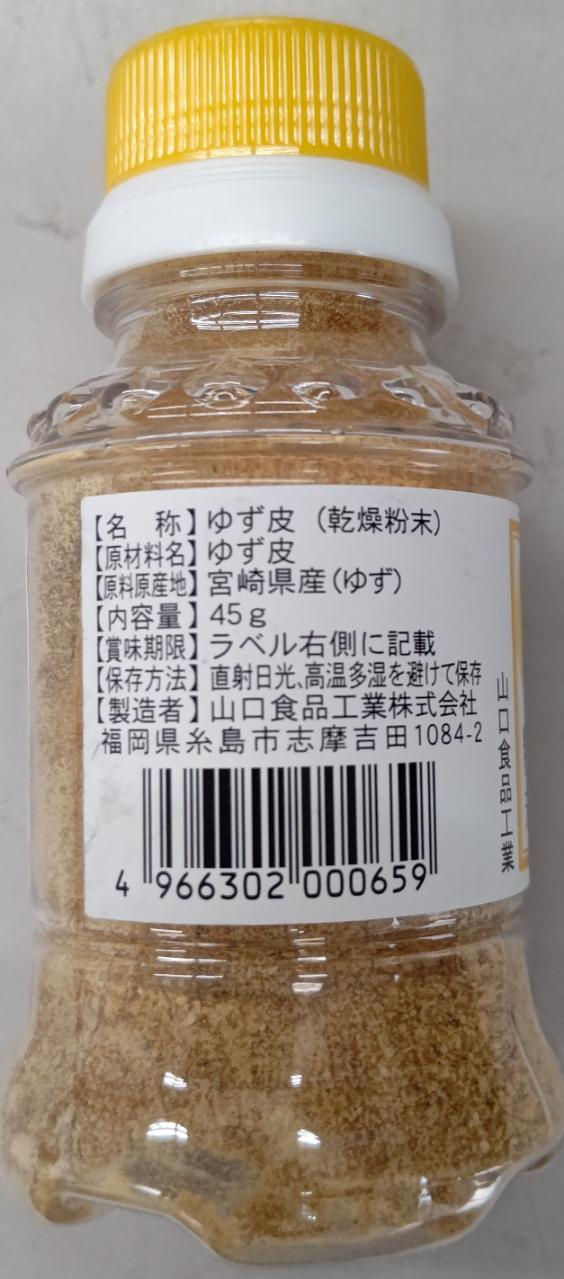 【名　称】ゆず皮（乾燥粉末）
【原材料名】ゆず皮
【原料原産地】宮崎県産（ゆず）
【内容量】45g
【賞味期限】ラベル右側に記載
【保存方法】直射日光、高温多湿を避けて保存
【製造者】山口食品工業株式会社
福岡県糸島市志摩吉田1084-2
4 966302 000659
山口食品工業